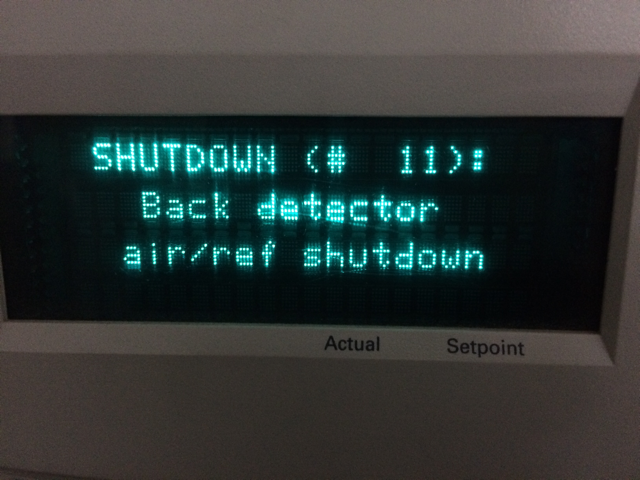 SHUTDOWN (# 11):
Back detector
air/ref shutdown
Actual Setpoint